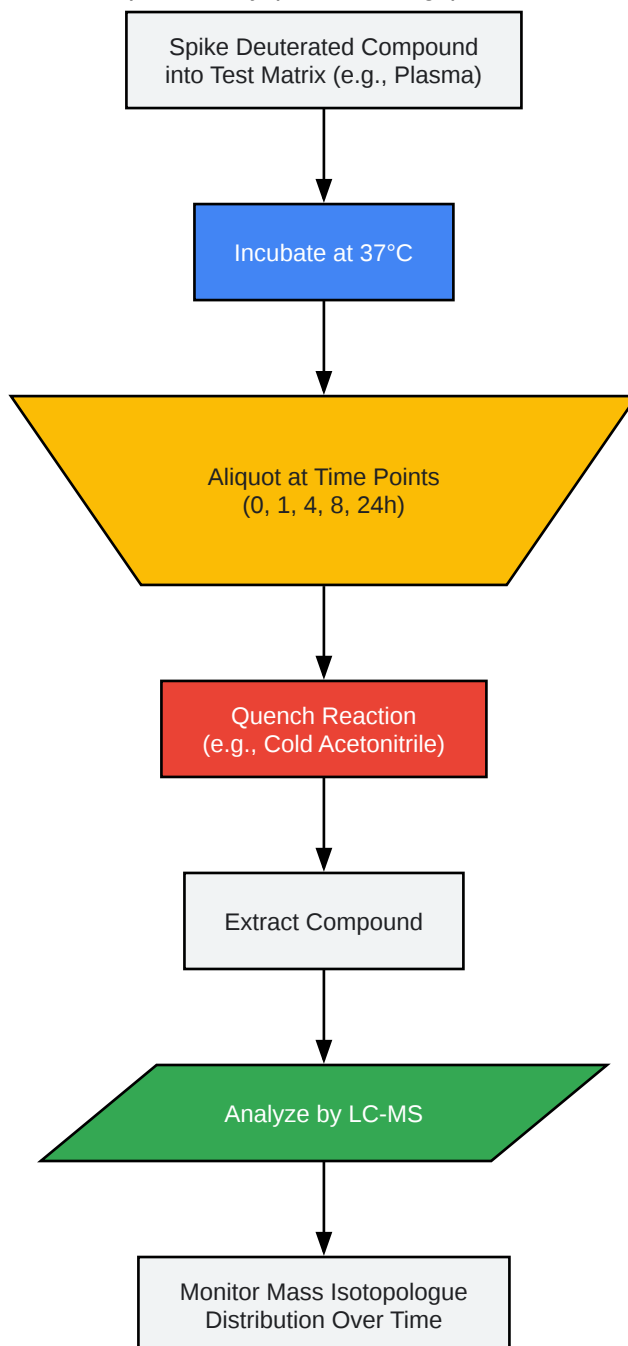 Spike Deuterated Compound
into Test Matrix (e.g., Plasma)
Incubate at 37°C
Aliquot at Time Points
(0, 1, 4, 8, 24h)
Quench Reaction
(e.g., Cold Acetonitrile)
Extract Compound
Analyze by LC-MS
Monitor Mass Isotopologue
Distribution Over Time